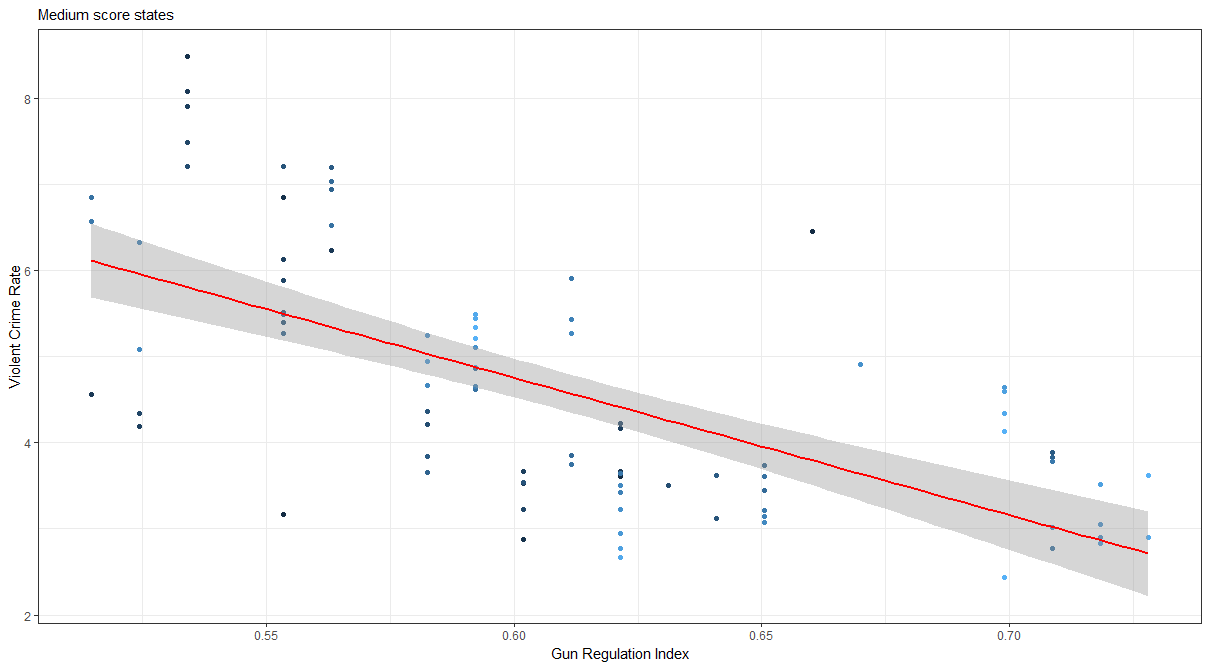 Medium score states
8
6
4
2
Violent Crime Rate
0.55 0.60 0.65 0.70
Gun Regulation Index